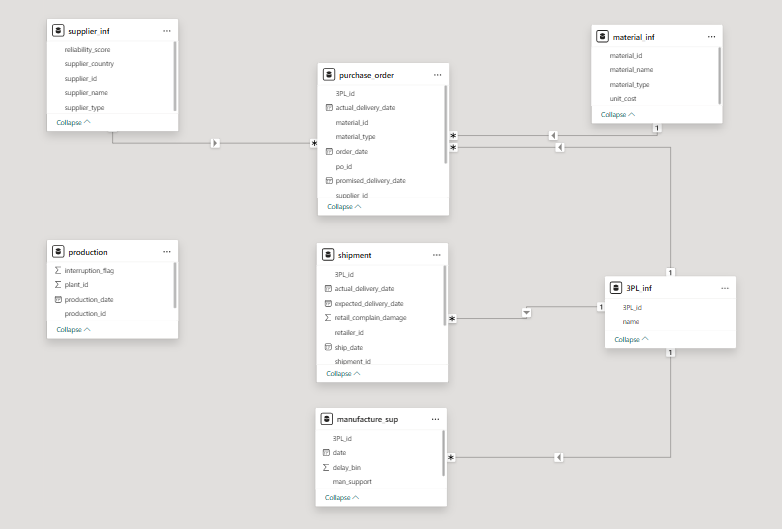 supplier_inf
reliability_score
supplier_country
supplier_id
supplier_name
supplier_type
Collapse
purchase_order
3PL_id
actual_delivery_date
material_id
material_type
order_date
po_id
promised_delivery_date
supplier_id
Collapse
material_inf
material_id
material_name
material_type
unit_cost
Collapse
1
*
*
*
production
interruption_flag
plant_id
production_date
production_id
Collapse
shipment
3PL_id
actual_delivery_date
expected_delivery_date
retail_complain_damage
retailer_id
ship_date
shipment_id
Collapse
*
1
1
3PL_inf
3PL_id
name
Collapse
1
manufacture_sup
3PL_id
date
delay_bin
man_support
Collapse
*